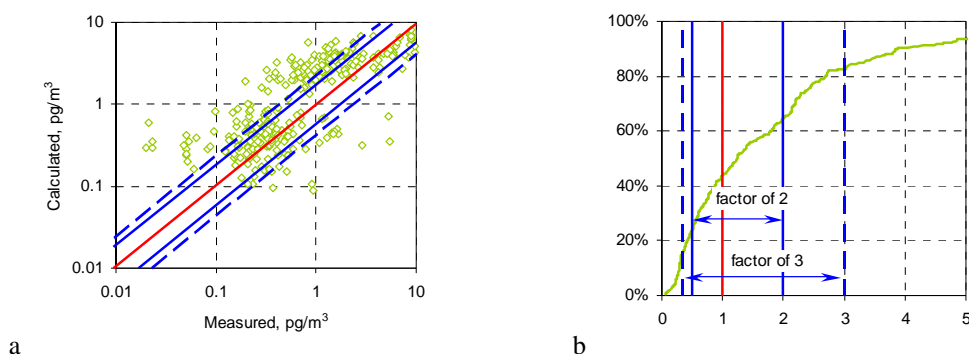 10
1
0.1
0.01
Calculated, pg/m³
0.01 0.1 1 10
Measured, pg/m³
a
100%
80%
60%
40%
20%
0%
factor of 2
factor of 3
0 1 2 3 4 5
b